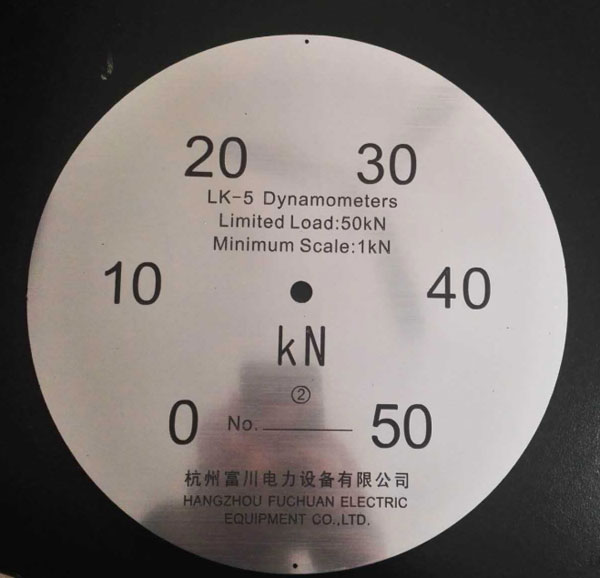 20 30
LK-5 Dynamometers
Limited Load:50kN
Minimum Scale:1kN
10 40
kN
②
0 No. 50
杭州富川电力设备有限公司
HANGZHOU FUCHUAN ELECTRIC
EQUIPMENT CO.,LTD.